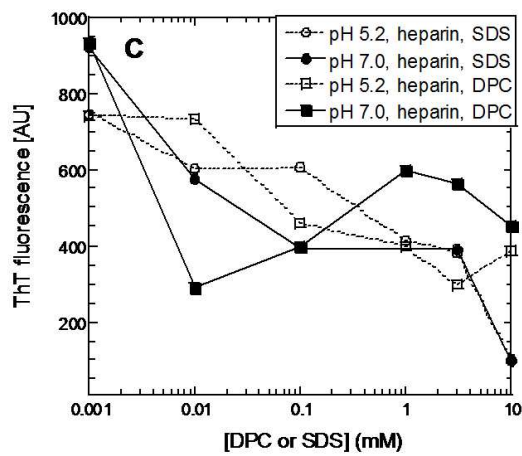 1000
C
pH 5.2, heparin, SDS
pH 7.0, heparin, SDS
pH 5.2, heparin, DPC
pH 7.0, heparin, DPC
800
600
400
200
ThT fluorescence [AU]
0.001
0.01
0.1
1
10
[DPC or SDS] (mM)